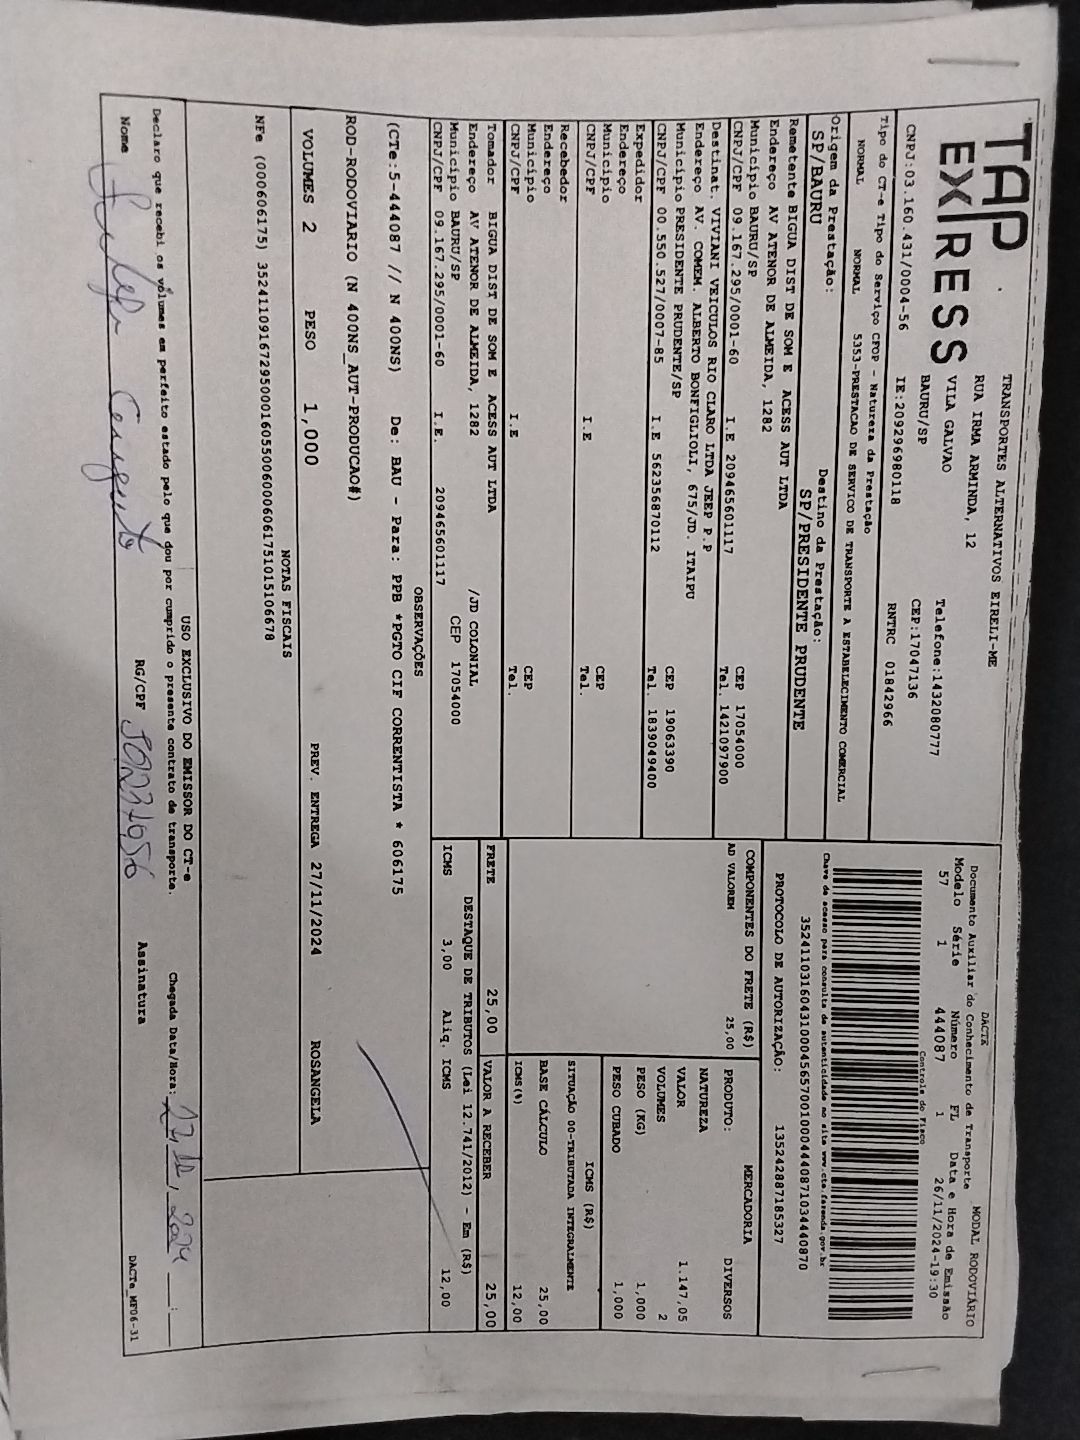 TAP EXPRESS
TRANSPORTES ALTERNATIVOS EIRELI-ME
RUA IRMA ARMINDA, 12
VILA GALVAO Telefone:1432080777
BAURU/SP CEP:17047136
CNPJ:03.160.431/0004-56 IE:209296980118 RNTRC 01842966
Tipo do CT-e Tipo do Serviço CFOP - Natureza da Prestação
NORMAL NORMAL 5353-PRESTACAO DE SERVICO DE TRANSPORTE A ESTABELECIMENTO COMERCIAL
Origem da Prestação: Destino da Prestação:
SP/BAURU SP/PRESIDENTE PRUDENTE
Remetente BIGUA DIST DE SOM E ACESS AUT LTDA
Endereço AV ATENOR DE ALMEIDA, 1282
Município BAURU/SP CEP 17054000
CNPJ/CPF 09.167.295/0001-60 I.E 209465601117 Tel. 1421097900
Destinat. VIVIANI VEICULOS RIO CLARO LTDA JEEP P.P
Endereço AV. COMEM. ALBERTO BONFIGLIOLI, 675/JD. ITAIPU
Município PRESIDENTE PRUDENTE/SP CEP 19063390
CNPJ/CPF 00.550.527/0007-85 I.E 562356870112 Tel. 1839049400
Expedidor
Endereço
Município CEP
CNPJ/CPF I.E Tel.
Recebedor
Endereço
Município CEP
CNPJ/CPF I.E Tel.
Tomador BIGUA DIST DE SOM E ACESS AUT LTDA
Endereço AV ATENOR DE ALMEIDA, 1282 /JD COLONIAL
Município BAURU/SP CEP 17054000
CNPJ/CPF 09.167.295/0001-60 I.E. 209465601117
DACTE MODAL RODOVIÁRIO
Documento Auxiliar do Conhecimento de Transporte
Modelo Série Número FL Data e Hora de Emissão
57 1 444087 1 26/11/2024-19:30
Controle do Fisco
Chave de acesso para consulta de autenticidade no site www.cte.fazenda.gov.br
35241103160431000456570010004440871034440870
PROTOCOLO DE AUTORIZAÇÃO: 135242887185327
COMPONENTES DO FRETE (R$)
AD VALOREM 25,00
PRODUTO: MERCADORIA
NATUREZA DIVERSOS
VALOR 1.147,05
VOLUMES 2
PESO (KG) 1,000
PESO CUBADO 1,000
ICMS (R$)
SITUAÇÃO 00-TRIBUTADA INTEGRALMENTE
BASE CÁLCULO 25,00
ICMS(%) 12,00
FRETE 25,00 VALOR A RECEBER 25,00
DESTAQUE DE TRIBUTOS (Lei 12.741/2012) - Em (R$)
ICMS 3,00 Aliq. ICMS 12,00
OBSERVAÇÕES
(CTe:5-444087 // N 400NS) De: BAU - Para: PPB *PGTO CIF CORRENTISTA * 606175
ROD-RODOVIARIO (N 400NS_AUT-PRODUCAO#)
VOLUMES 2 PESO 1,000 PREV. ENTREGA 27/11/2024 ROSANGELA
NOTAS FISCAIS
NFe (000606175) 35241109167295000160550060006061751015106678
USO EXCLUSIVO DO EMISSOR DO CT-e
Declaro que recebi os volumes em perfeito estado pelo que dou por cumprido o presente contrato de transporte. Chegada Data/Hora: 27, 11, 2024 __:__
Nome RG/CPF Assinatura
DACTe_MF06-31